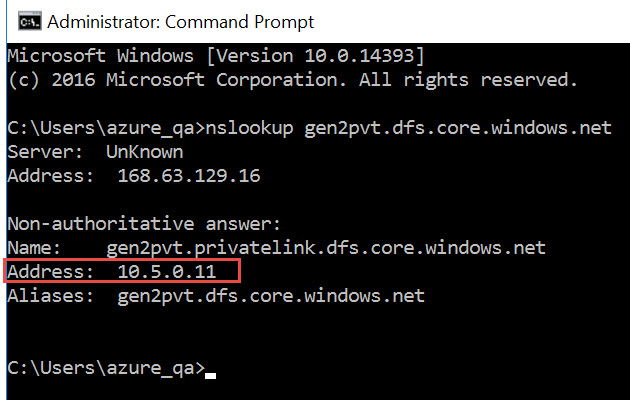 Administrator: Command Prompt
Microsoft Windows [Version 10.0.14393]
(c) 2016 Microsoft Corporation. All rights reserved.
C:\Users\azure_qa>nslookup gen2pvt.dfs.core.windows.net
Server:  UnKnown
Address:  168.63.129.16
Non-authoritative answer:
Name:    gen2pvt.privatelink.dfs.core.windows.net
Address:  10.5.0.11
Aliases:  gen2pvt.dfs.core.windows.net
C:\Users\azure_qa>